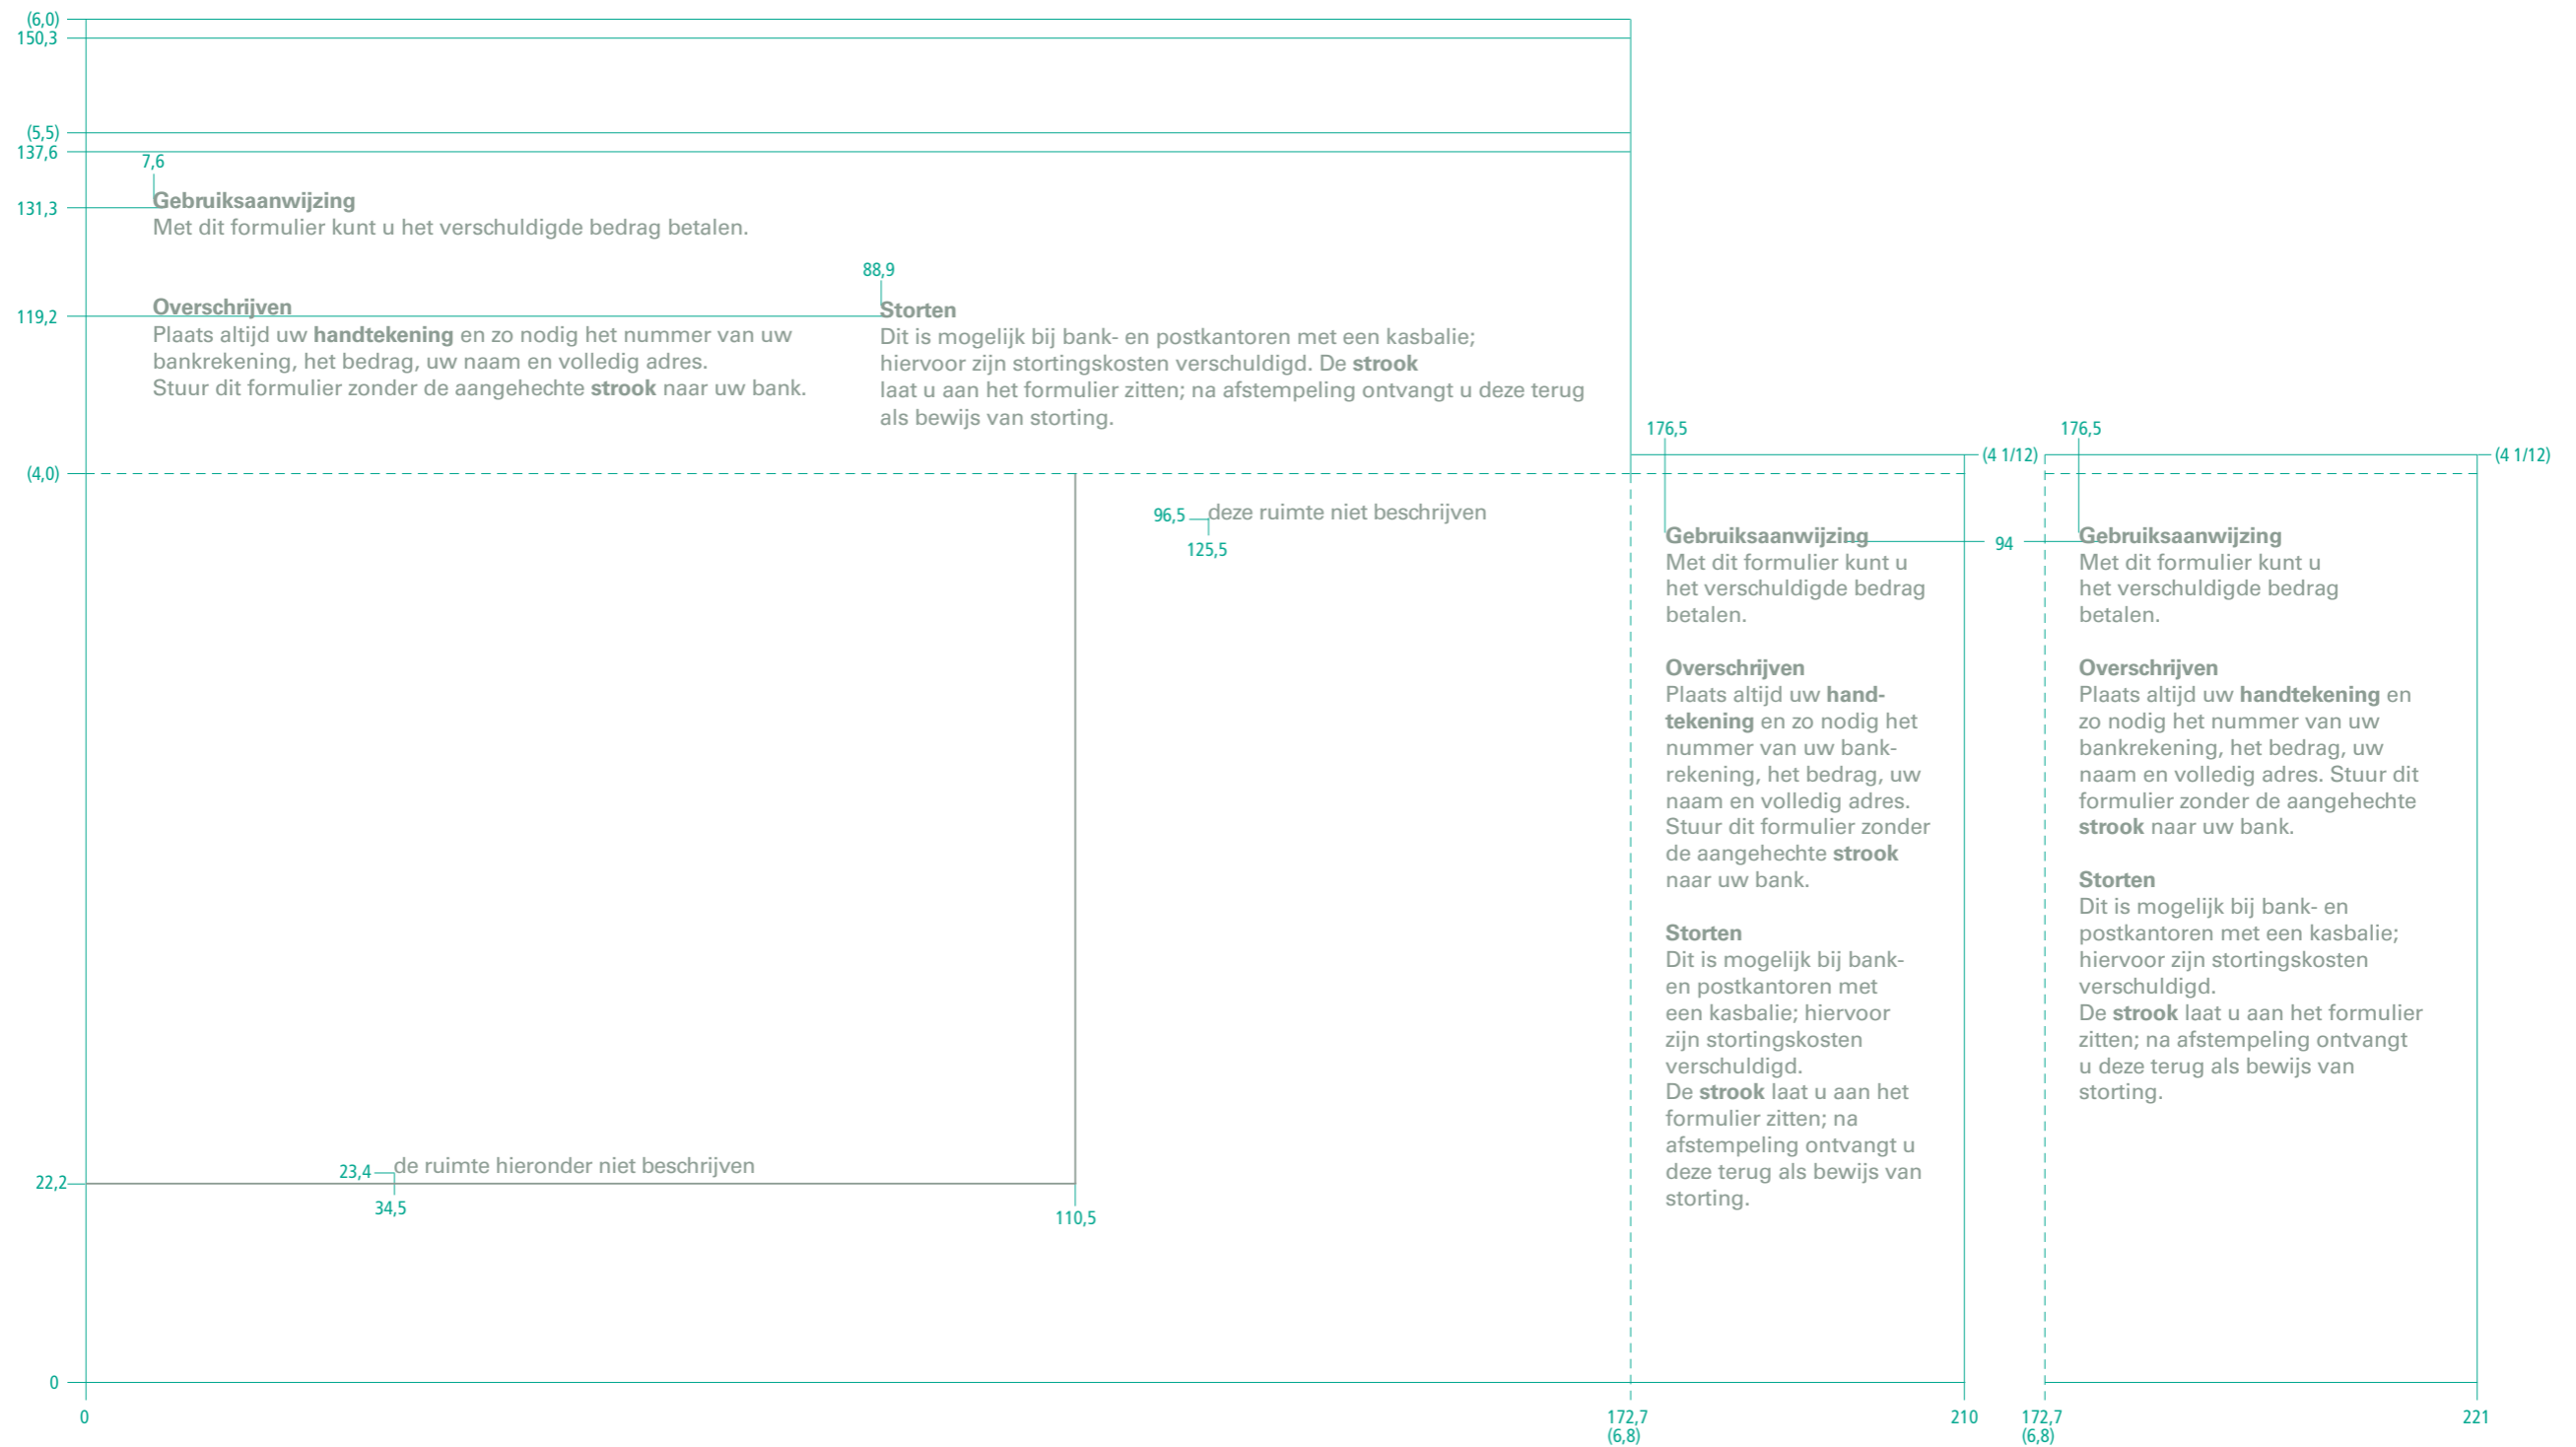 (6,0)
150,3
(5,5)
137,6
7,6
131,3
Gebruiksaanwijzing
Met dit formulier kunt u het verschuldigde bedrag betalen.
88,9
119,2
Overschrijven
Plaats altijd uw handtekening en zo nodig het nummer van uw
bankrekening, het bedrag, uw naam en volledig adres.
Stuur dit formulier zonder de aangehechte strook naar uw bank.
Storten
Dit is mogelijk bij bank- en postkantoren met een kasbalie;
hiervoor zijn stortingskosten verschuldigd. De strook
laat u aan het formulier zitten; na afstempeling ontvangt u deze terug
als bewijs van storting.
(4,0)
96,5
deze ruimte niet beschrijven
125,5
23,4
de ruimte hieronder niet beschrijven
22,2
34,5
110,5
176,5
(4 1/12)
Gebruiksaanwijzing
Met dit formulier kunt u
het verschuldigde bedrag
betalen.
Overschrijven
Plaats altijd uw hand-
tekening en zo nodig het
nummer van uw bank-
rekening, het bedrag, uw
naam en volledig adres.
Stuur dit formulier zonder
de aangehechte strook
naar uw bank.
Storten
Dit is mogelijk bij bank-
en postkantoren met
een kasbalie; hiervoor
zijn stortingskosten
verschuldigd.
De strook laat u aan het
formulier zitten; na
afstempeling ontvangt u
deze terug als bewijs van
storting.
94
176,5
(4 1/12)
Gebruiksaanwijzing
Met dit formulier kunt u
het verschuldigde bedrag
betalen.
Overschrijven
Plaats altijd uw handtekening en
zo nodig het nummer van uw
bankrekening, het bedrag, uw
naam en volledig adres. Stuur dit
formulier zonder de aangehechte
strook naar uw bank.
Storten
Dit is mogelijk bij bank- en
postkantoren met een kasbalie;
hiervoor zijn stortingskosten
verschuldigd.
De strook laat u aan het formulier
zitten; na afstempeling ontvangt
u deze terug als bewijs van
storting.
0
0
172,7
(6,8)
210
172,7
(6,8)
221